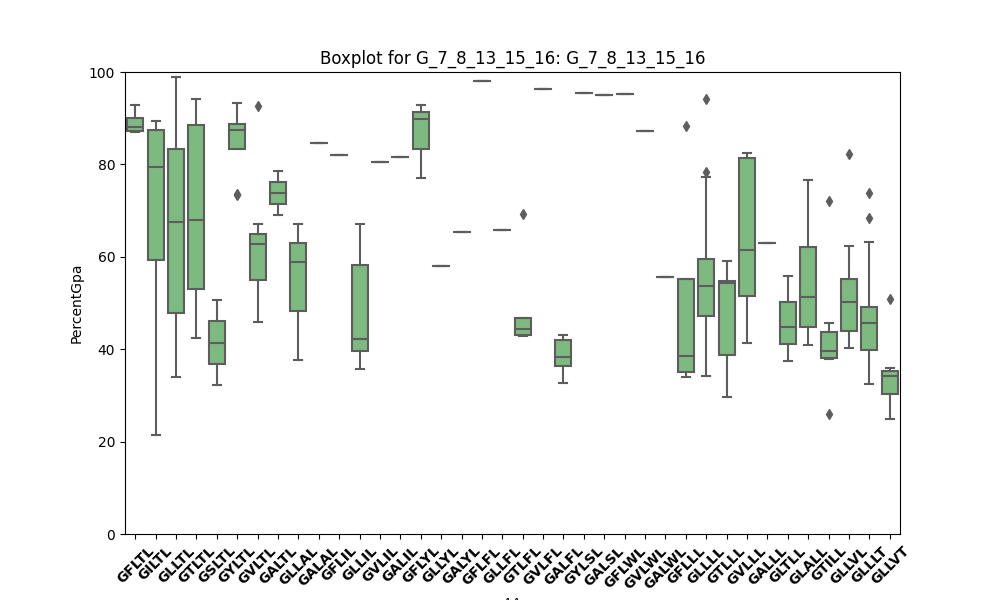 Boxplot for G_7_8_13_15_16: G_7_8_13_15_16
PercentGpa
100
80
60
40
20
0
GFLTL
GILTL
GLLTL
GTLTL
GSLTL
GYLTL
GVLTL
GALTL
GLLAL
GALAL
GFLIL
GLLIL
GVLIL
GALIL
GFLYL
GLLYL
GALYL
GFLFL
GLLFL
GTLFL
GVLFL
GALFL
GYLSL
GALSL
GFLWL
GVLWL
GALWL
GFLLL
GLLLL
GTLLL
GVLLL
GALLL
GLTLL
GLALL
GTILL
GLLVL
GLLLT
GLLVT